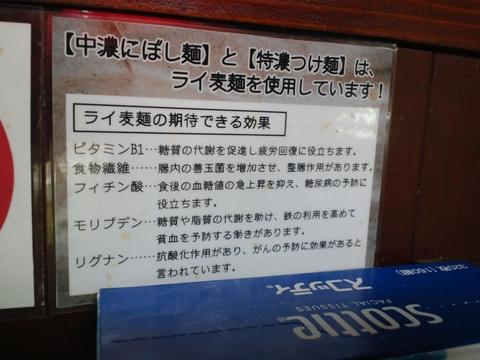 【中濃にぼし麺】と【特濃つけ麺】は、
ライ麦麺を使用しています！
ライ麦麺の期待できる効果
ビタミンB1…糖質の代謝を促進し疲労回復に役立ちます。
食物繊維……腸内の善玉菌を増加させ、整腸作用があります。
フィチン酸…食後の血糖値の急上昇を抑え、糖尿病の予防に
役立ちます。
モリブデン…糖質や脂質の代謝を助け、鉄の利用を高めて
貧血を予防する働きがあります。
リグナン……抗酸化作用があり、がんの予防に効果があると
言われています。
スコッティ®
scottie®
FACIAL TISSUES